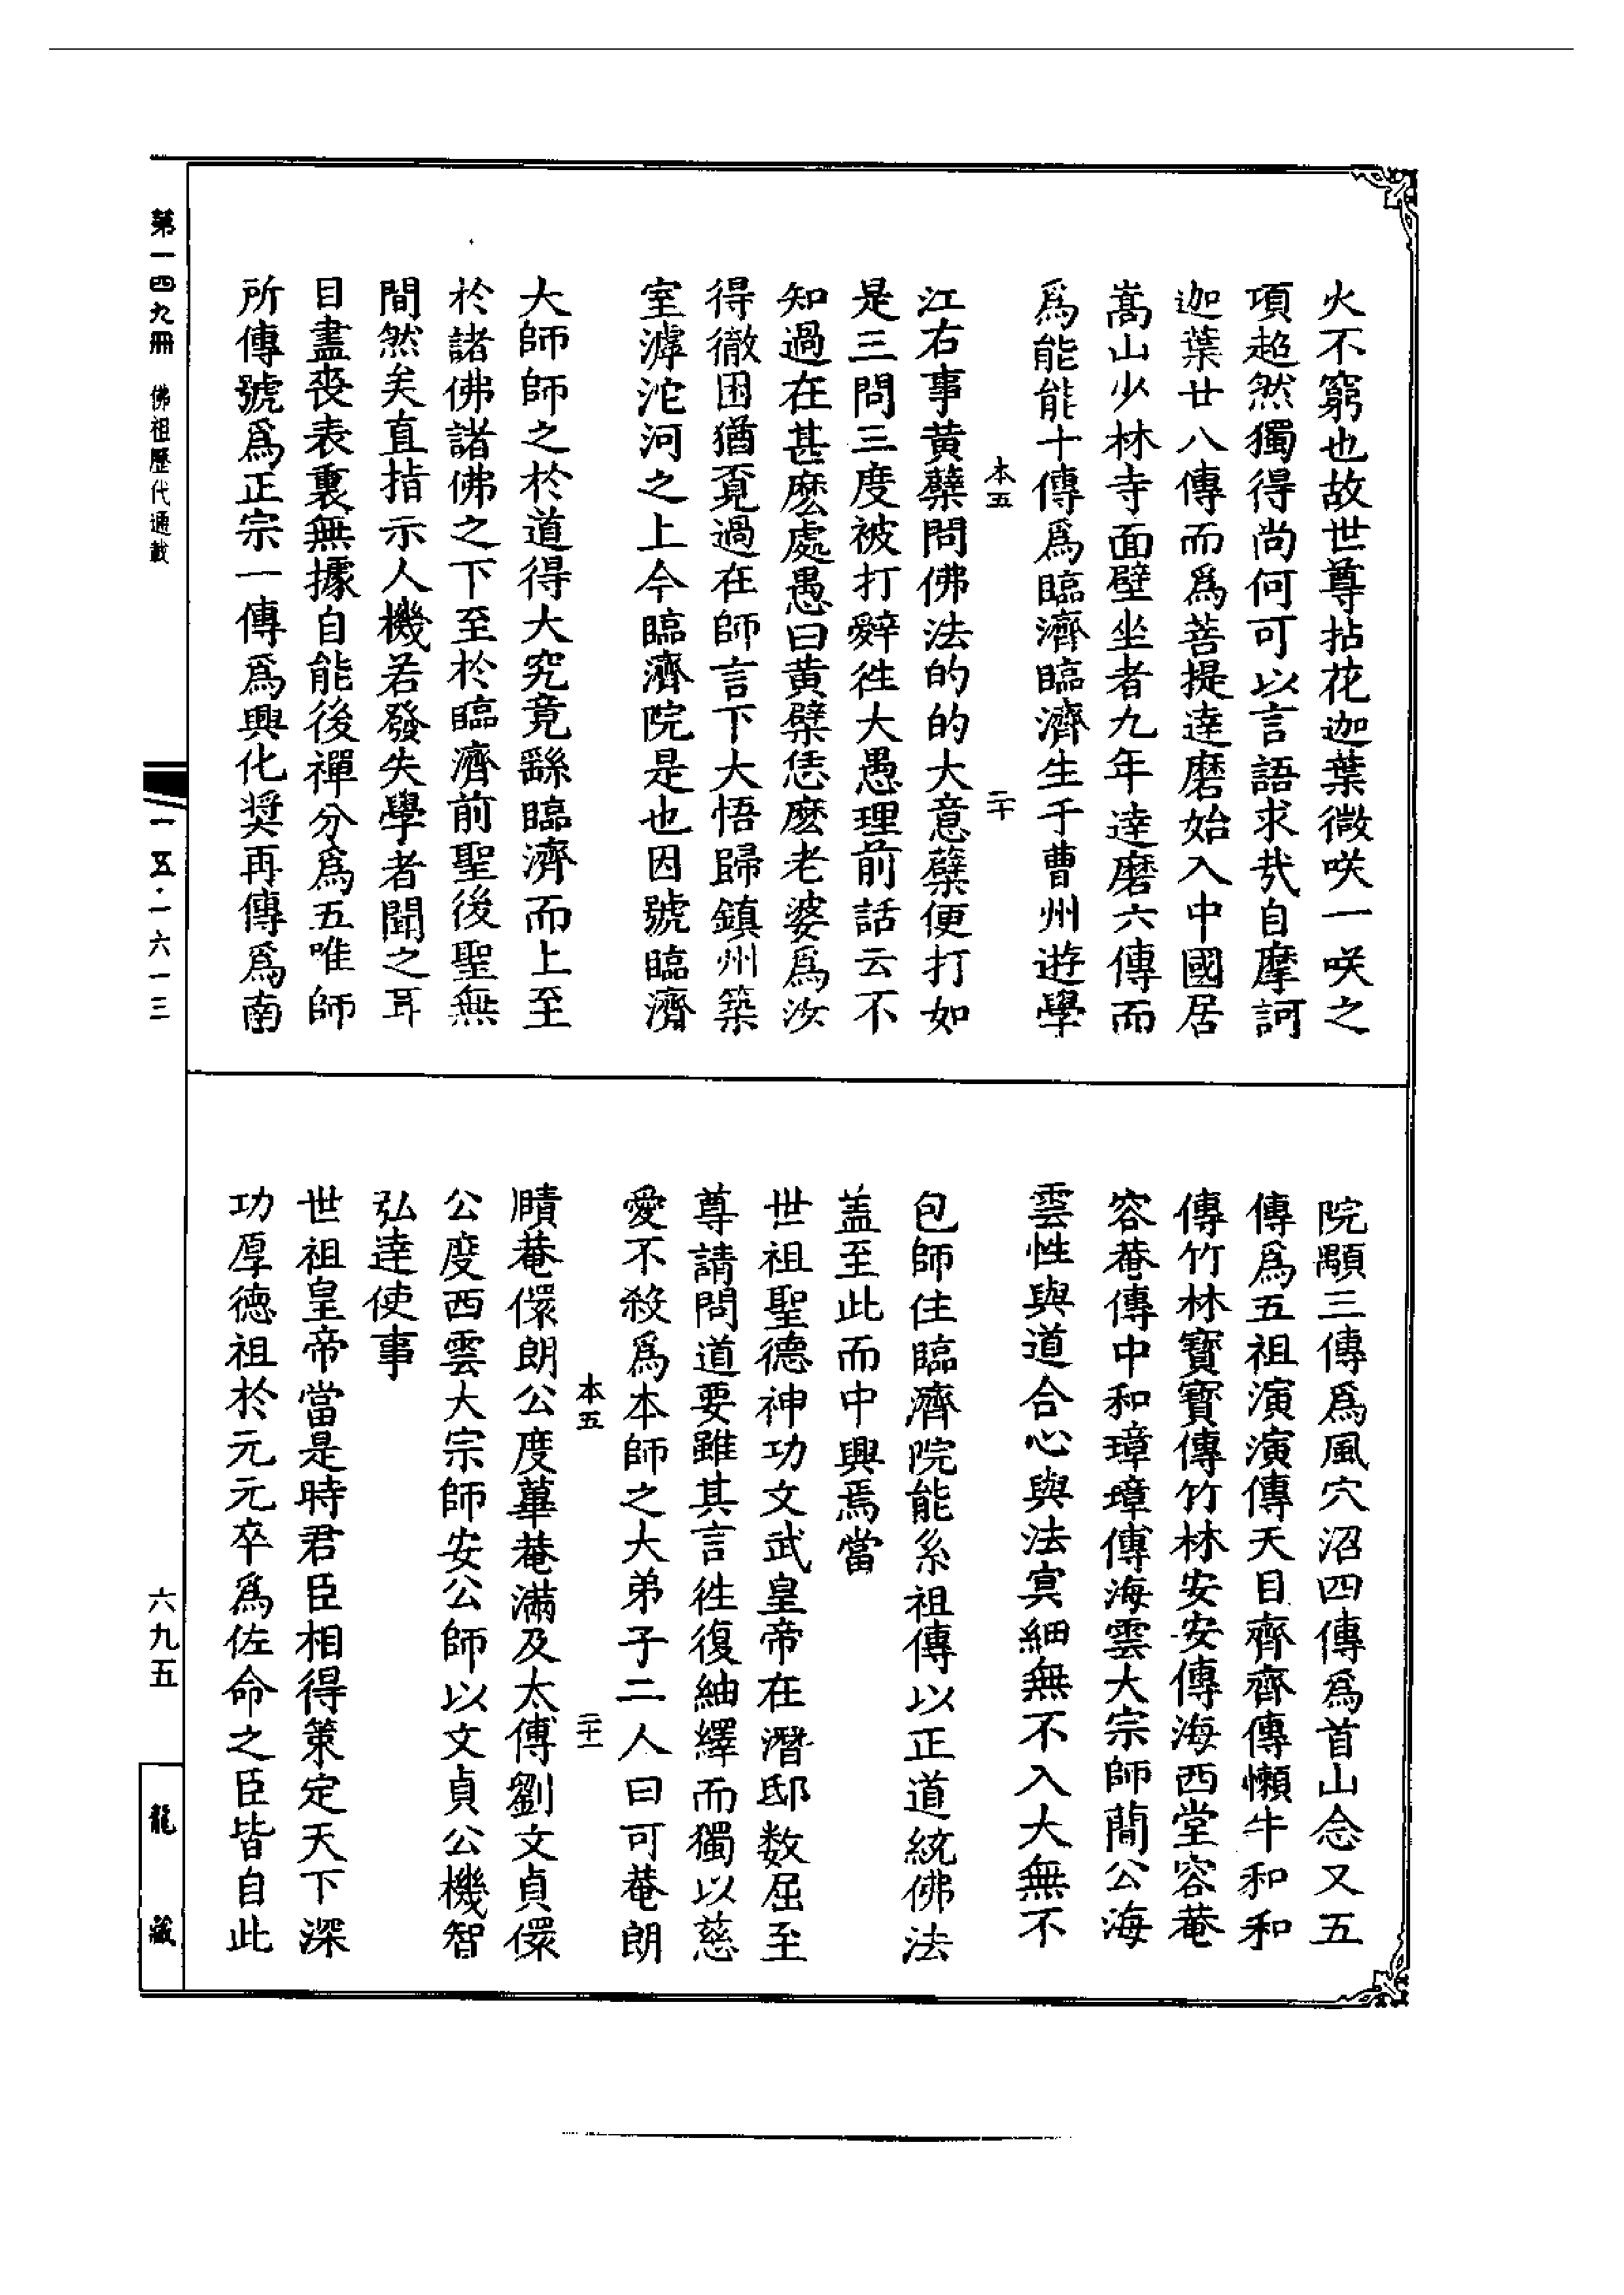 火不窮也故世尊拈花迦葉微咲一咲之
項超然獨得尚何可以言語求㢤自摩訶
迦葉廿八傳而爲菩提達磨始入中國居
嵩山少林寺面壁坐者九年達磨六傳而
爲能能十傳爲臨濟臨濟生于曹州遊學
本五 二十
江右事黄蘗問佛法的的大意蘗便打如
是三問三度被打辤徃大愚理前話云不
知過在甚麽處愚曰黄檗恁麽老婆爲汝
得徹困猶覔過在師言下大悟歸鎮州築
室滹沱河之上今臨濟院是也因號臨濟
大師師之於道得大究竟繇臨濟而上至
於諸佛諸佛之下至於臨濟前聖後聖無
間然矣直指示人機若發失學者聞之耳
目盡喪表裏無據自能後禪分爲五唯師
所傳號爲正宗一傳爲興化奨再傳爲南
院顒三傳爲風穴沼四傳爲首山念又五
傳爲五祖演演傳天目齊齊傳懶牛和和
傳竹林寶寶傳竹林安安傳海西堂容菴
容菴傳中和璋璋傳海雲大宗師簡公海
雲性與道合心與法㝠細無不入大無不
包師住臨濟院能系祖傳以正道統佛法
盖至此而中興焉當
世祖聖德神功文武皇帝在潛邸数屈至
尊請問道要雖其言徃復紬繹而獨以慈
愛不殺爲本師之大弟子二人曰可菴朗
本五 二十一
賾菴儇朗公度蓽菴滿及太傅劉文貞儇
公度西雲大宗師安公師以文貞公機智
弘達使事
世祖皇帝當是時君臣相得策定天下深
功厚德祖於元元卒爲佐命之臣皆自此
第一四九冊 佛祖歷代通載
一五·一六一三
六九五
龍藏